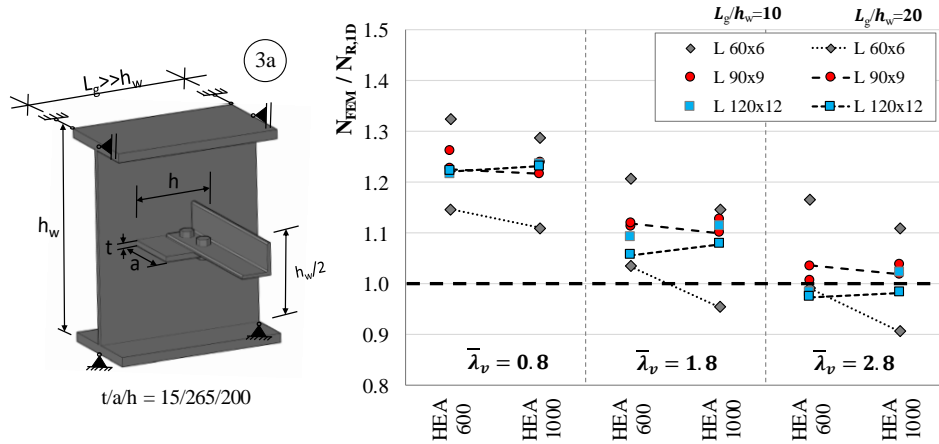 3a
L_g>>h_w
h
h_w
t
a
h_w/2
t/a/h = 15/265/200
L_g/h_w=10
L_g/h_w=20
L 60x6
L 60x6
L 90x9
L 90x9
L 120x12
L 120x12
N_FEM / N_R,1D
1.5
1.4
1.3
1.2
1.1
1.0
0.9
0.8
λ̅_v = 0.8
λ̅_v = 1.8
λ̅_v = 2.8
HEA
600
HEA
1000
HEA
600
HEA
1000
HEA
600
HEA
1000